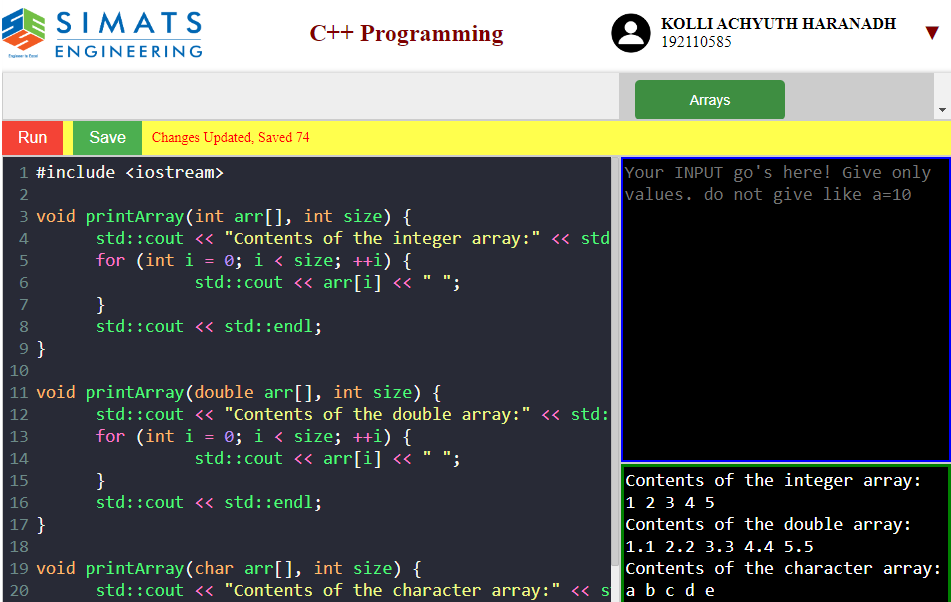 SIMATS
ENGINEERING
Engineer to Excel
C++ Programming
KOLLI ACHYUTH HARANADH
192110585
Arrays
Run
Save
Changes Updated, Saved 74
1 #include <iostream>
2
3 void printArray(int arr[], int size) {
4 std::cout << "Contents of the integer array:" << std
5 for (int i = 0; i < size; ++i) {
6 std::cout << arr[i] << " ";
7 }
8 std::cout << std::endl;
9 }
10
11 void printArray(double arr[], int size) {
12 std::cout << "Contents of the double array:" << std:
13 for (int i = 0; i < size; ++i) {
14 std::cout << arr[i] << " ";
15 }
16 std::cout << std::endl;
17 }
18
19 void printArray(char arr[], int size) {
20 std::cout << "Contents of the character array:" << s
Your INPUT go's here! Give only
values. do not give like a=10
Contents of the integer array:
1 2 3 4 5
Contents of the double array:
1.1 2.2 3.3 4.4 5.5
Contents of the character array:
a b c d e